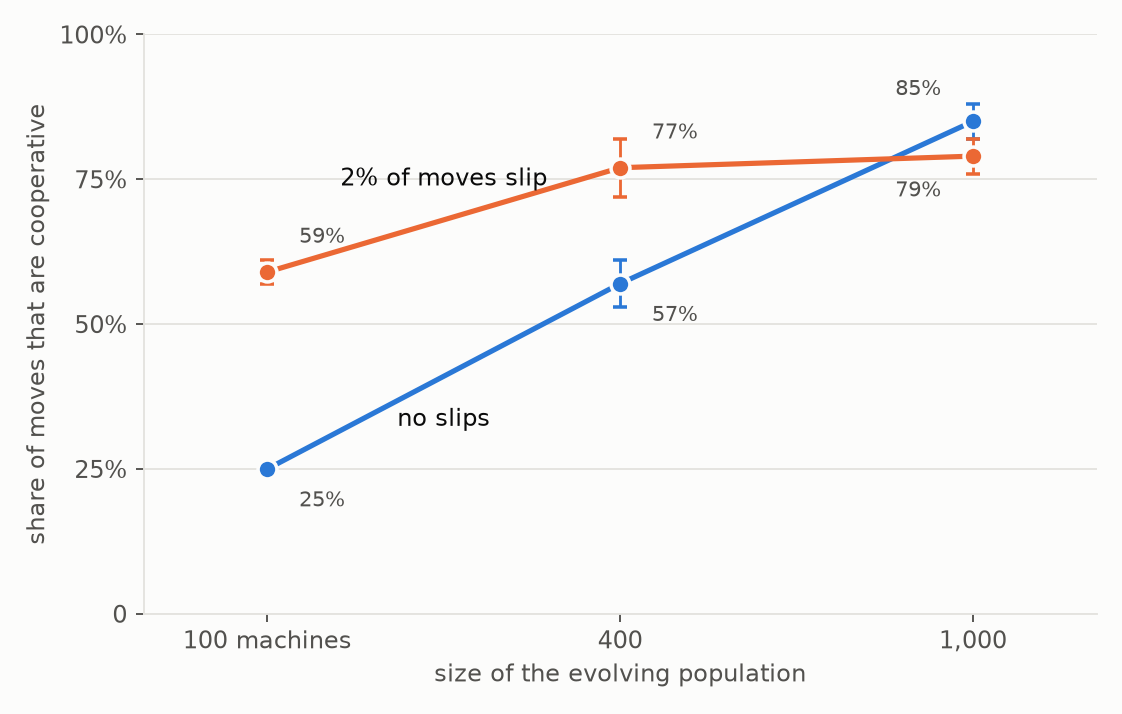 100%
85%
77%
2% of moves slip
75%
79%
59%
50%
57%
no slips
25%
25%
0
100 machines
400
1,000
size of the evolving population
share of moves that are cooperative